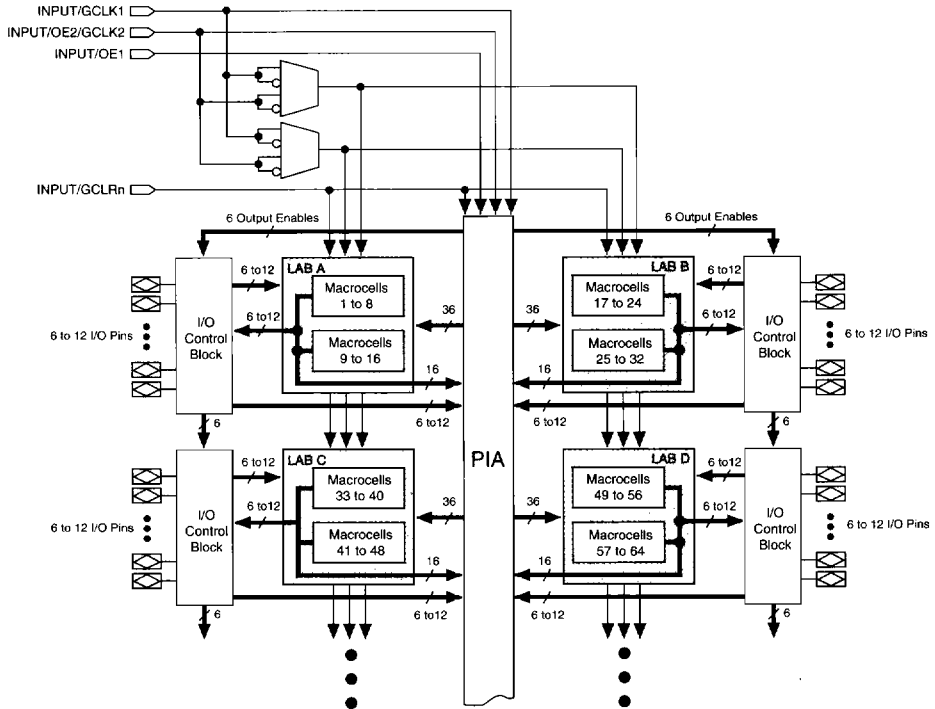 INPUT/GCLK1
INPUT/OE2/GCLK2
INPUT/OE1
INPUT/GCLRn
6 Output Enables
6 Output Enables
LAB A
LAB B
6 to12
6 to12
Macrocells
1 to 8
Macrocells
17 to 24
6 to12
6 to12
36
36
6 to 12 I/O Pins
I/O
Control
Block
Macrocells
9 to 16
Macrocells
25 to 32
I/O
Control
Block
6 to 12 I/O Pins
16
16
6 to12
6 to12
6
6
PIA
LAB C
LAB D
6 to12
6 to12
Macrocells
33 to 40
Macrocells
49 to 56
6 to12
6 to12
36
36
6 to 12 I/O Pins
I/O
Control
Block
Macrocells
41 to 48
Macrocells
57 to 64
I/O
Control
Block
6 to 12 I/O Pins
16
16
6 to12
6 to12
6
6